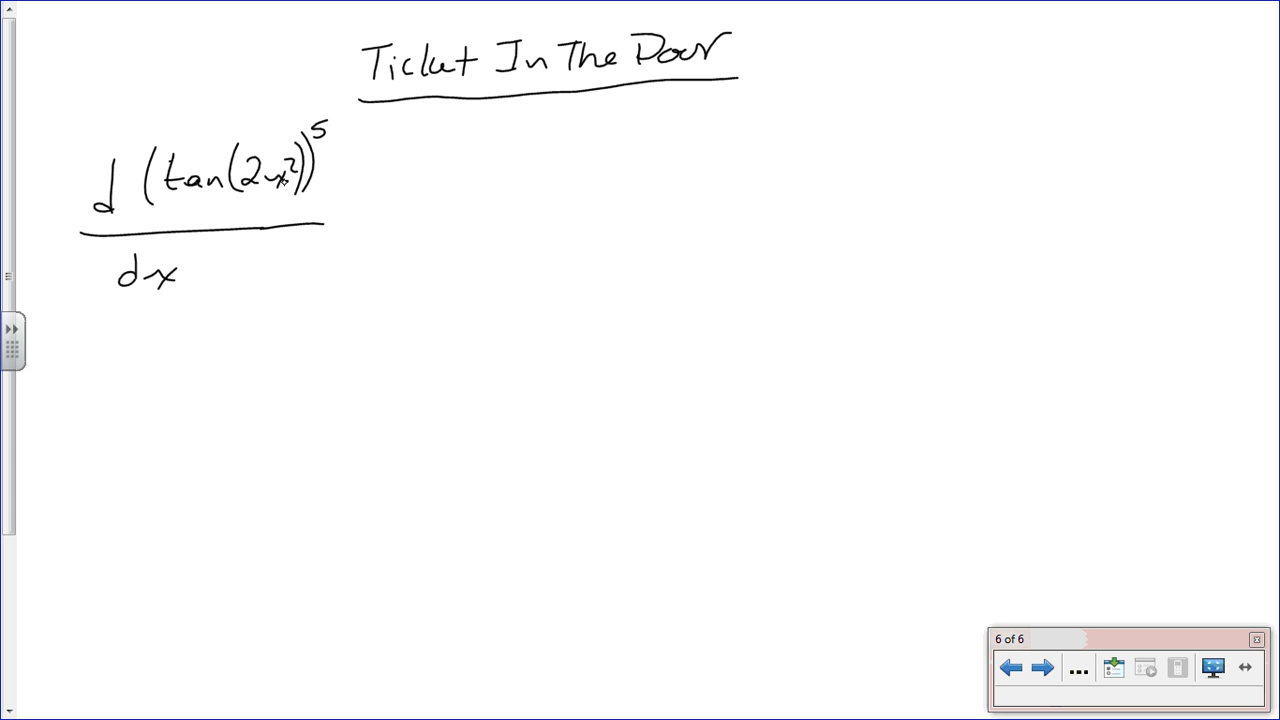 Ticket In The Door
d (tan(2x²))⁵
dx
6 of 6